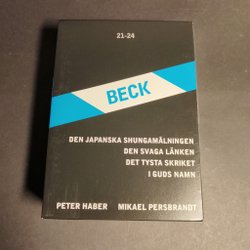 21-24
BECK
DEN JAPANSKA SHUNGAMÅLNINGEN
DEN SVAGA LÄNKEN
DET TYSTA SKRIKET
I GUDS NAMN
PETER HABER MIKAEL PERSBRANDT